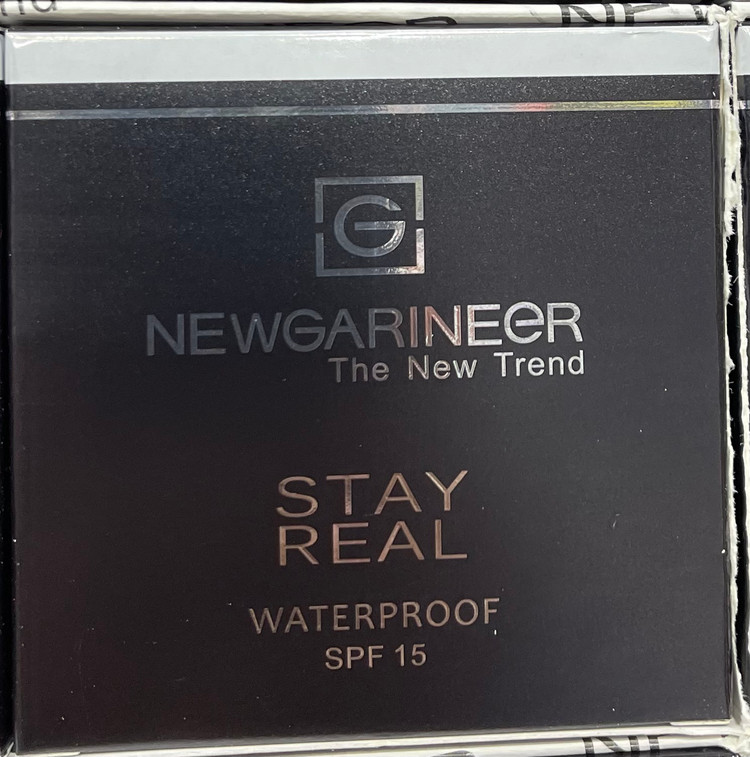 G
NEWGARINEER
The New Trend
STAY
REAL
WATERPROOF
SPF 15